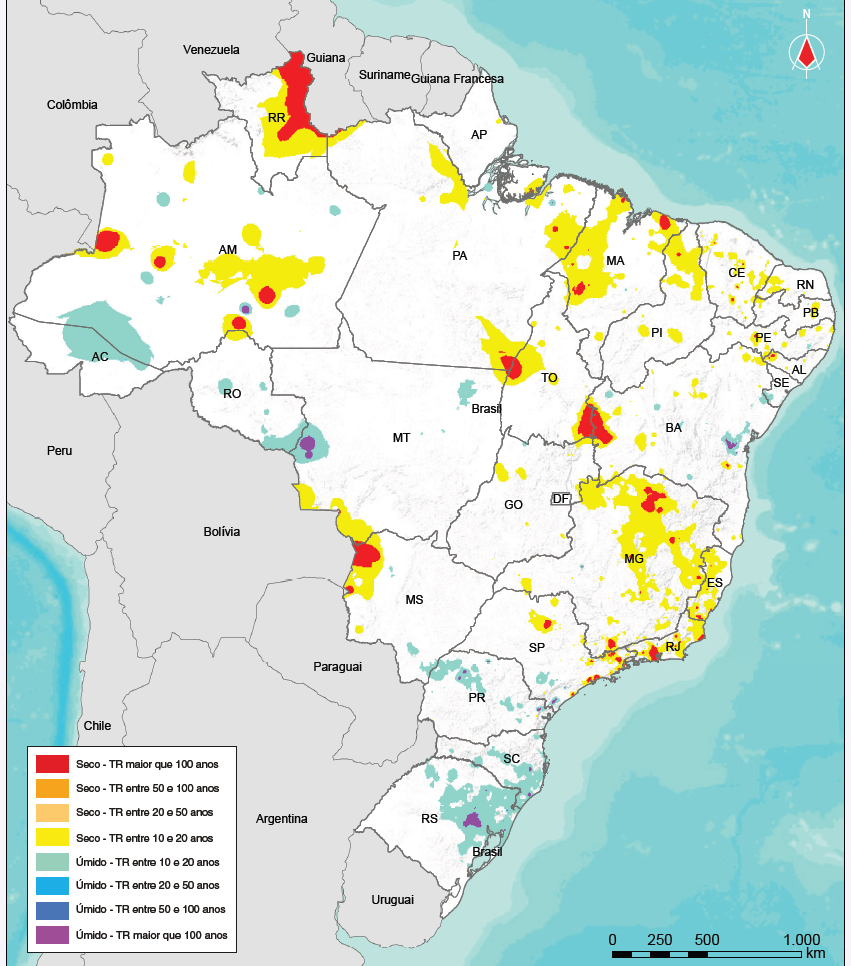 N
Venezuela
Guiana
Suriname
Guiana Francesa
Colômbia
RR
AP
AM
PA
MA
CE
RN
PB
PI
PE
AL
SE
AC
TO
RO
Brasil
BA
MT
Peru
GO
DF
Bolívia
MG
ES
MS
SP
RJ
Paraguai
PR
Chile
SC
Argentina
RS
Brasil
Uruguai
Seco - TR maior que 100 anos
Seco - TR entre 50 e 100 anos
Seco - TR entre 20 e 50 anos
Seco - TR entre 10 e 20 anos
Úmido - TR entre 10 e 20 anos
Úmido - TR entre 20 e 50 anos
Úmido - TR entre 50 e 100 anos
Úmido - TR maior que 100 anos
0 250 500 1.000
km